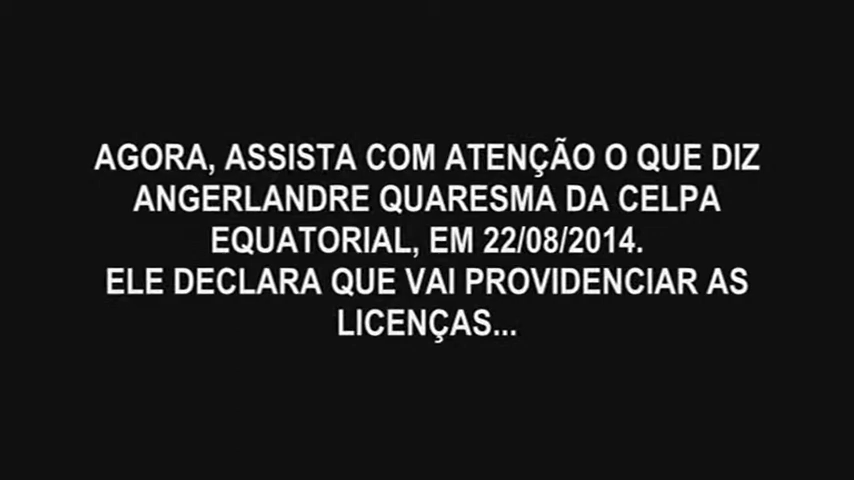 AGORA, ASSISTA COM ATENÇÃO O QUE DIZ
ANGERLANDRE QUARESMA DA CELPA
EQUATORIAL, EM 22/08/2014.
ELE DECLARA QUE VAI PROVIDENCIAR AS
LICENÇAS...